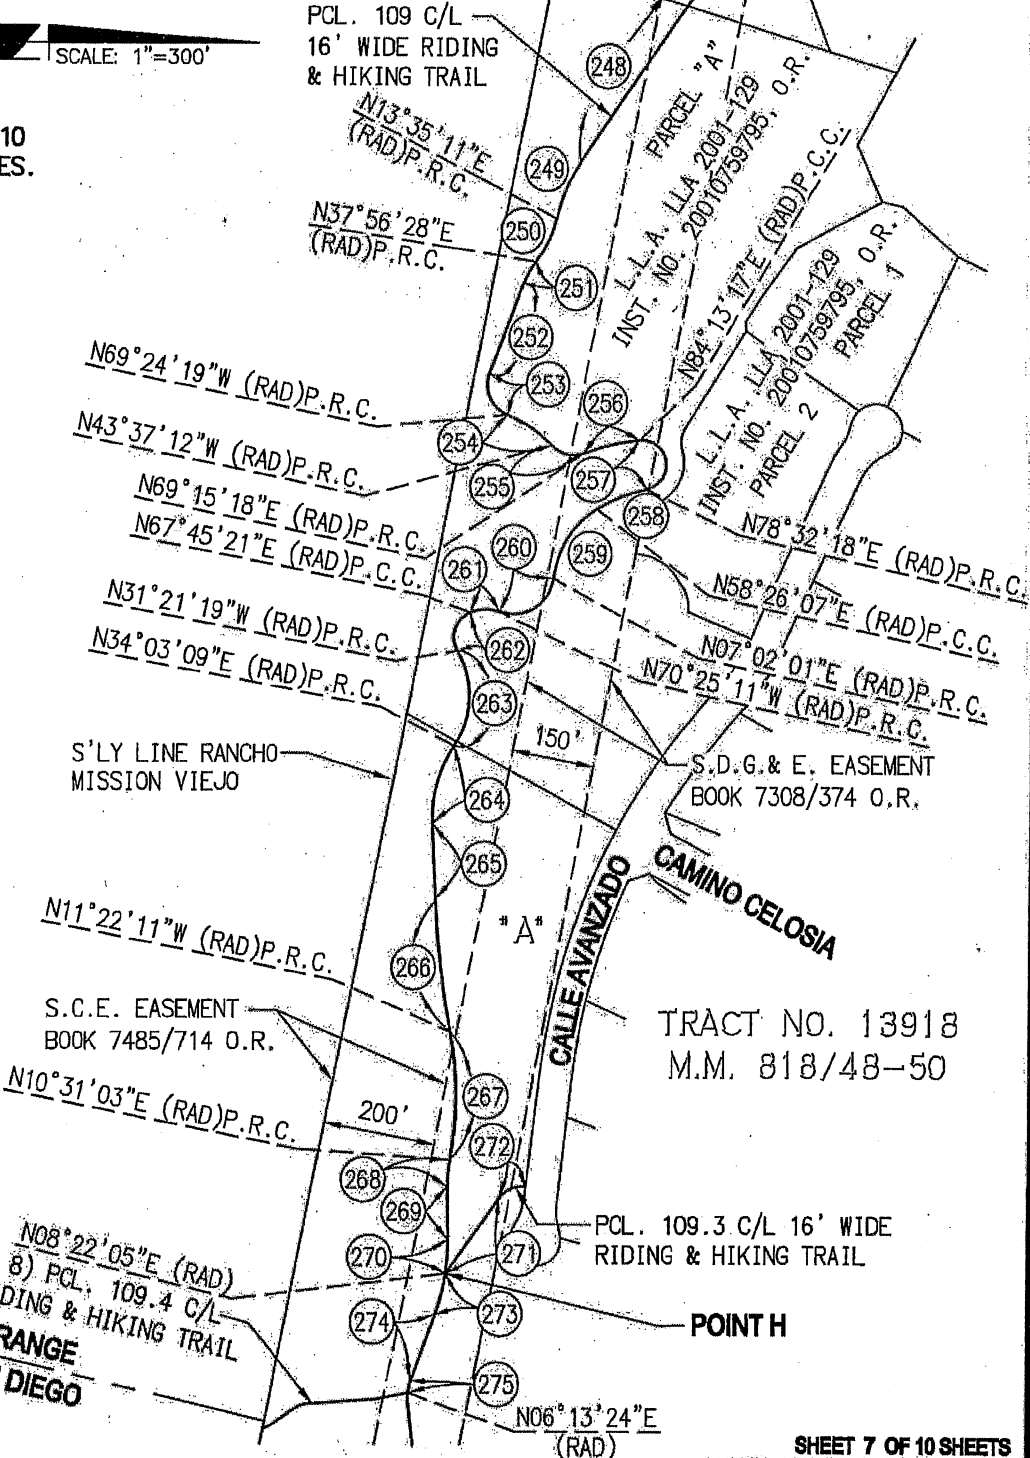 PCL. 109 C/L
16' WIDE RIDING
& HIKING TRAIL
SCALE: 1"=300'
10
ES.
N13°35'11"E
(RAD)P.R.C.
N37°56'28"E
(RAD)P.R.C.
248
249
250
251
252
253
254
255
256
257
258
259
260
261
262
263
264
265
266
267
268
269
270
271
272
273
274
275
PARCEL "A"
L.L.A. LLA 2001-129
INST. NO. 20010759795, O.R.
N84°13'17"E (RAD)P.C.C.
L.L.A. LLA 2001-129
INST. NO. 20010759795, O.R.
PARCEL 2
PARCEL 1
N69°24'19"W (RAD)P.R.C.
N43°37'12"W (RAD)P.R.C.
N69°15'18"E (RAD)P.R.C.
N67°45'21"E (RAD)P.C.C.
N31°21'19"W (RAD)P.R.C.
N34°03'09"E (RAD)P.R.C.
N78°32'18"E (RAD)P.R.C.
N58°26'07"E (RAD)P.C.C.
N07°02'01"E (RAD)P.R.C.
N70°25'11"W (RAD)P.R.C.
S'LY LINE RANCHO
MISSION VIEJO
150'
S.D.G.& E. EASEMENT
BOOK 7308/374 O.R.
CAMINO CELOSIA
CALLE AVANZADO
"A"
N11°22'11"W (RAD)P.R.C.
S.C.E. EASEMENT
BOOK 7485/714 O.R.
TRACT NO. 13918
M.M. 818/48-50
N10°31'03"E (RAD)P.R.C.
200'
PCL. 109.3 C/L 16' WIDE
RIDING & HIKING TRAIL
N08°22'05"E (RAD)
8) PCL. 109.4 C/L
DING & HIKING TRAIL
RANGE
DIEGO
POINT H
N06°13'24"E
(RAD)
SHEET 7 OF 10 SHEETS